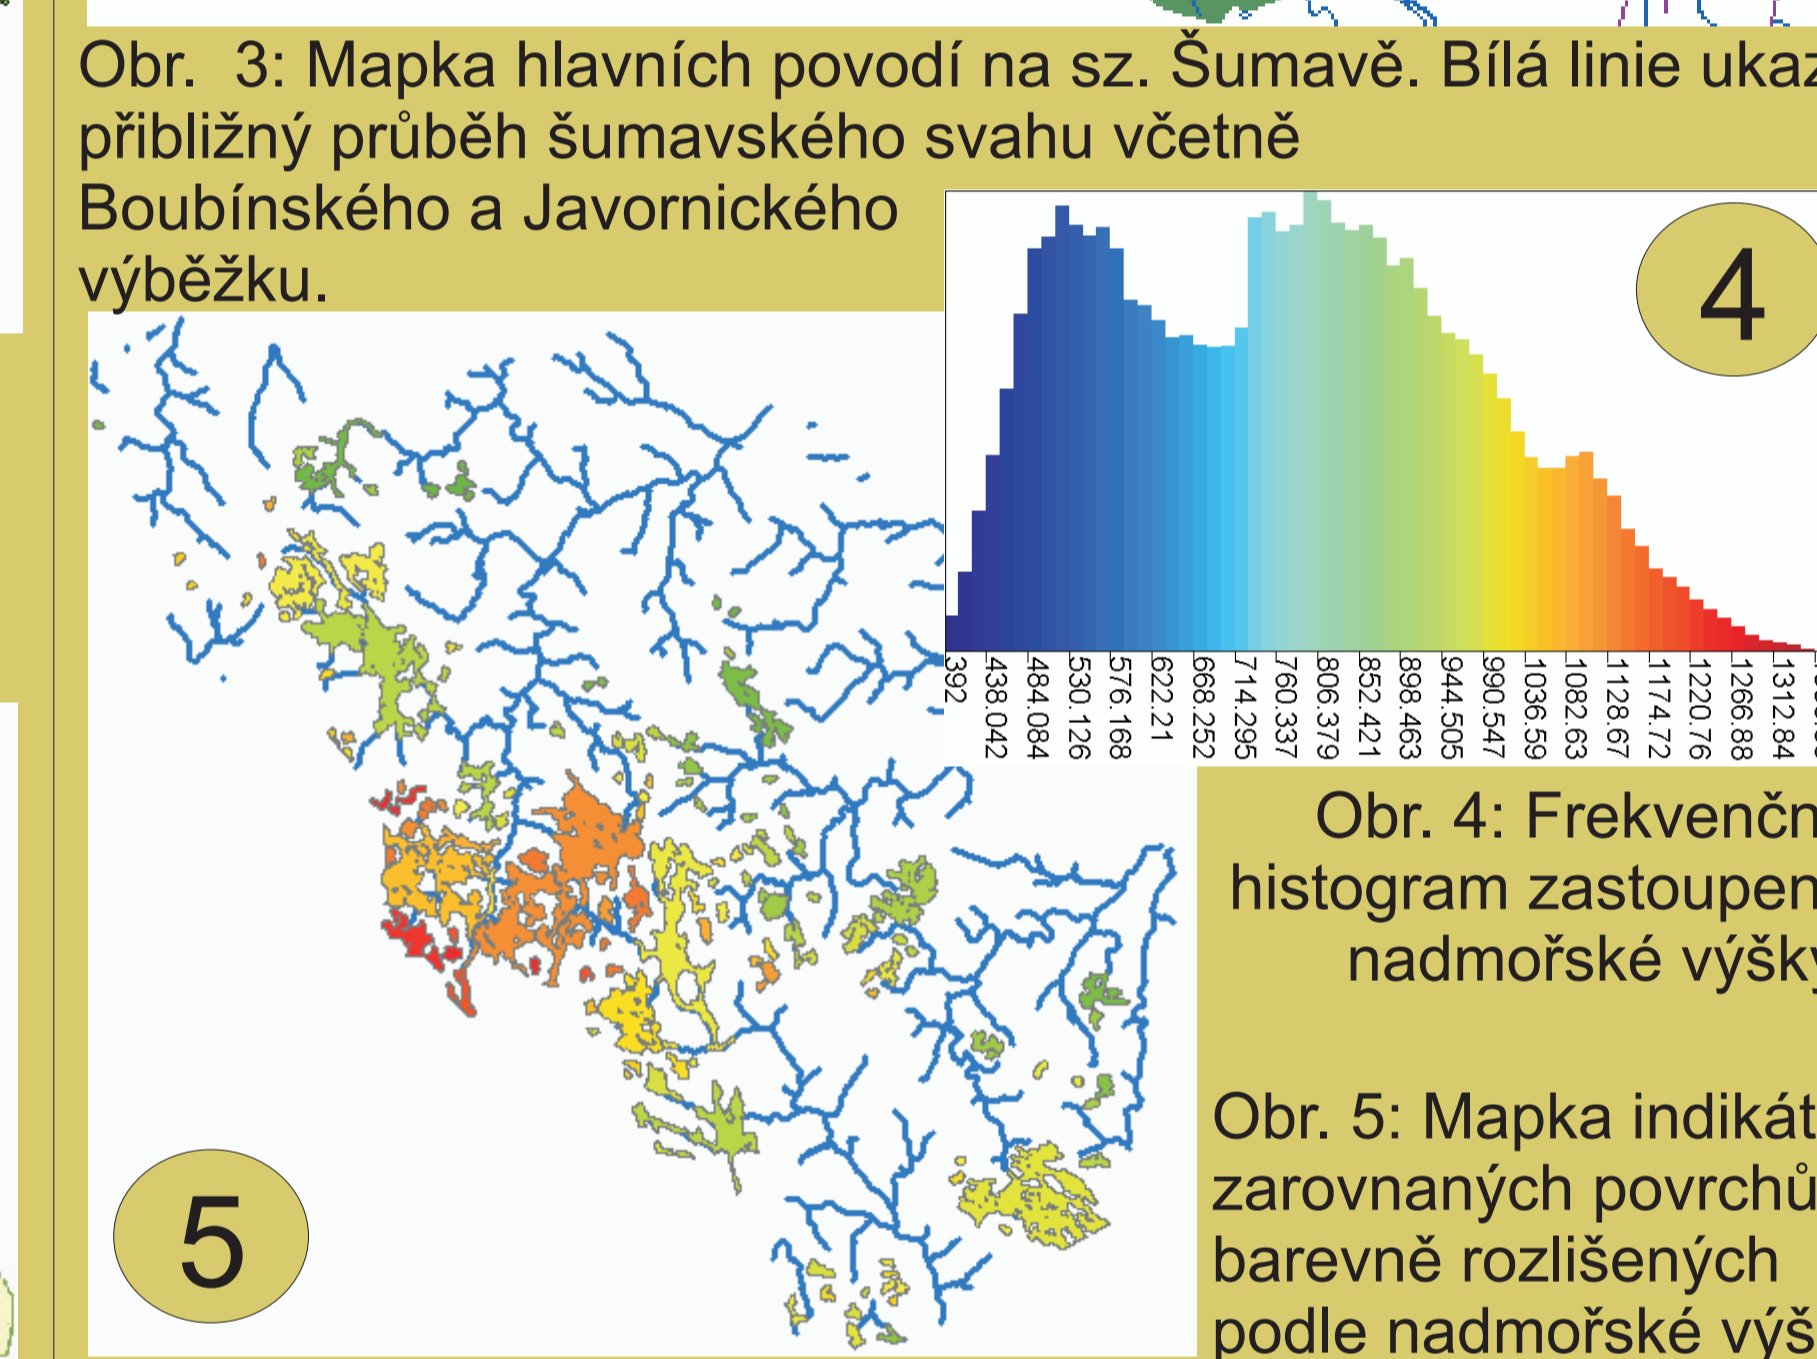 Obr. 3: Mapka hlavních povodí na sz. Šumavě. Bílá linie ukaz
přibližný průběh šumavského svahu včetně
Boubínského a Javornického
výběžku.
4
392
438.042
484.084
530.126
576.168
622.21
668.252
714.295
760.337
806.379
852.421
898.463
944.505
990.547
1036.59
1082.63
1128.67
1174.72
1220.76
1266.88
1312.84
Obr. 4: Frekvenčn
histogram zastoupen
nadmořské výšky
5
Obr. 5: Mapka indikát
zarovnaných povrchů
barevně rozlišených
podle nadmořské výš